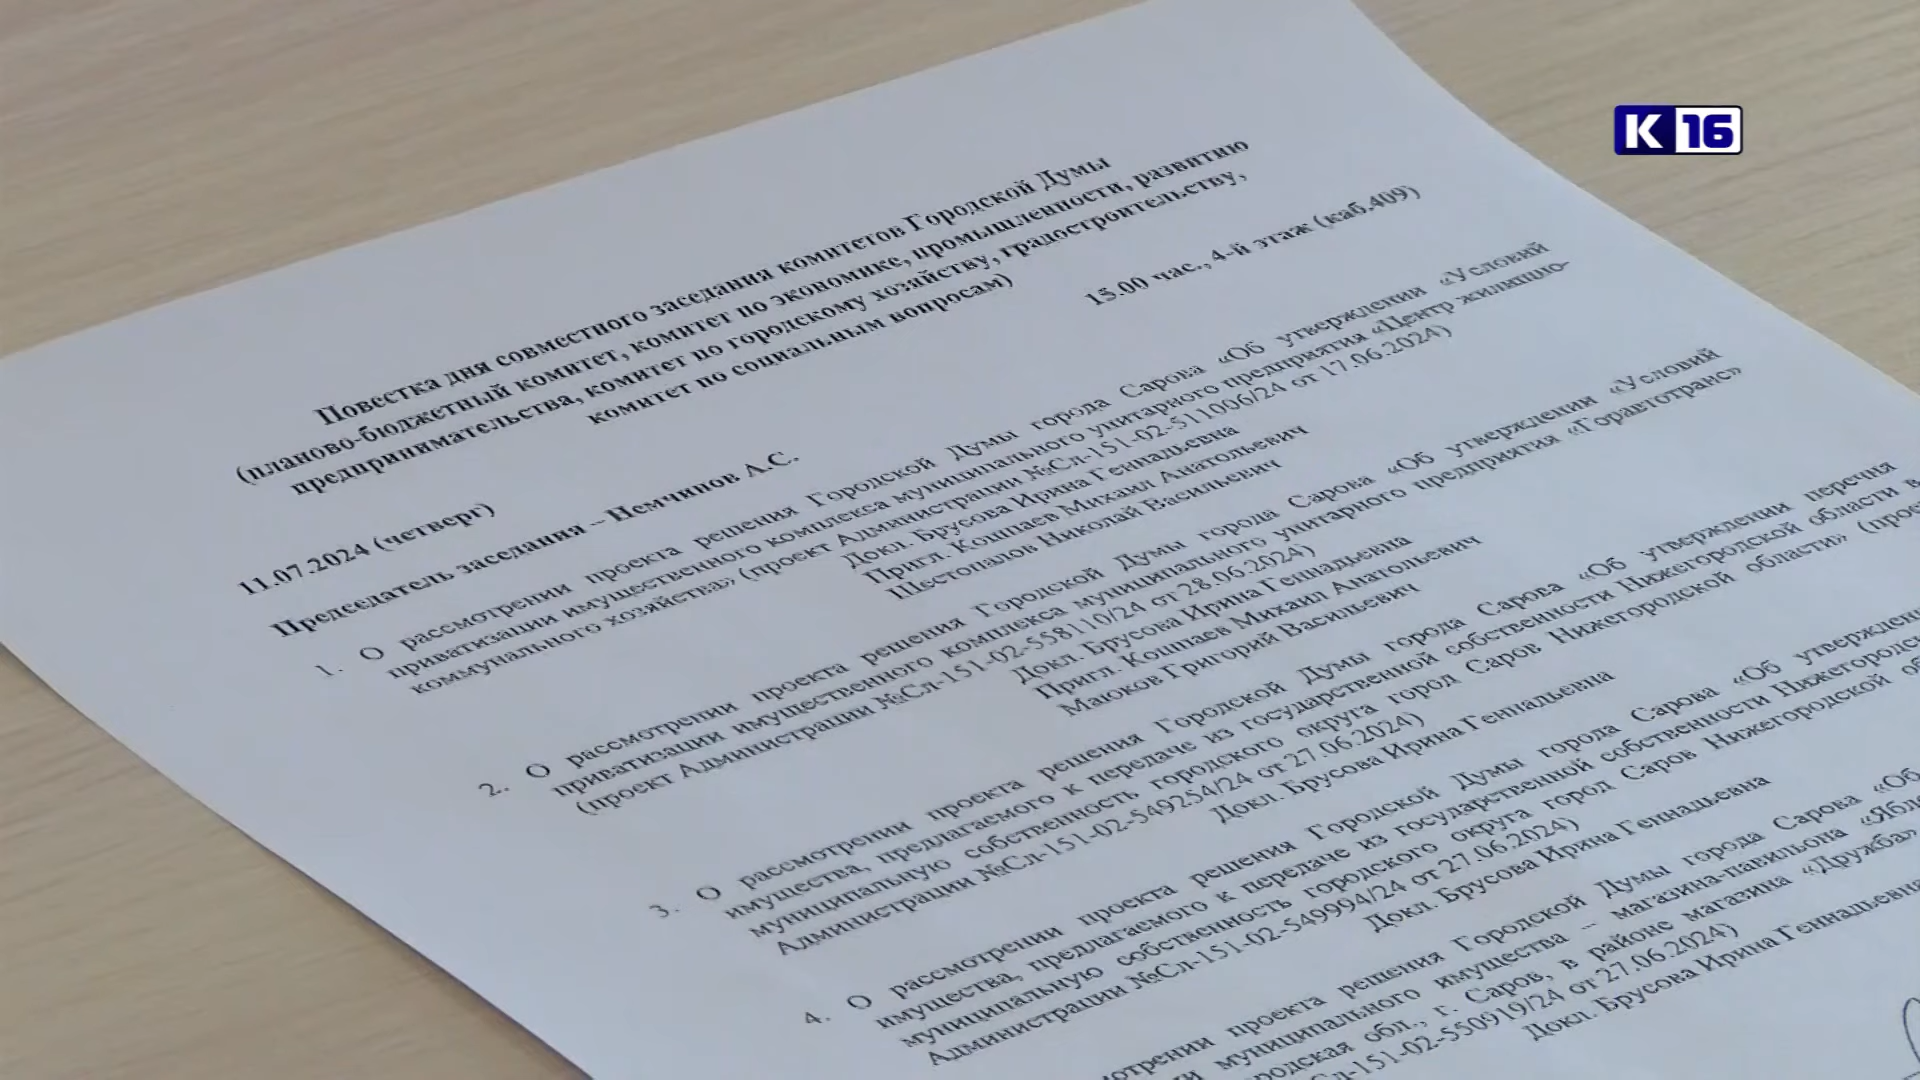 К 16
Повестка дня совместного заседания комитетов Городской Думы
(планово-бюджетный комитет, комитет по экономике, промышленности, развитию
предпринимательства, комитет по городскому хозяйству, градостроительству,
комитет по социальным вопросам)
11.07.2024 (четверг) 15.00 час., 4-й этаж (каб.409)
Председатель заседания – Немчинов А.С.
1. О рассмотрении проекта решения Городской Думы города Сарова «Об утверждении «Условий
приватизации имущественного комплекса муниципального унитарного предприятия «Центр жилищно-
коммунального хозяйства» (проект Администрации №Сл-151-02-511006/24 от 17.06.2024)
Докл. Брусова Ирина Геннадьевна
Пригл. Кошпаев Михаил Анатольевич
Шестопалов Николай Васильевич
2. О рассмотрении проекта решения Городской Думы города Сарова «Об утверждении «Условий
приватизации имущественного комплекса муниципального унитарного предприятия «Горавтотранс»
(проект Администрации №Сл-151-02-558110/24 от 28.06.2024)
Докл. Брусова Ирина Геннадьевна
Пригл. Кошпаев Михаил Анатольевич
Маюков Григорий Васильевич
3. О рассмотрении проекта решения Городской Думы города Сарова «Об утверждении перечня
имущества, предлагаемого к передаче из государственной собственности Нижегородской области в
муниципальную собственность городского округа город Саров Нижегородской области»
Администрации №Сл-151-02-549254/24 от 27.06.2024)
Докл. Брусова Ирина Геннадьевна
4. О рассмотрении проекта решения Городской Думы города Сарова «Об
имущества, предлагаемого к передаче из государственной собственности
муниципальную собственность городского округа город Саров Нижегородской
Администрации №Сл-151-02-549994/24 от 27.06.2024)
Докл. Брусова Ирина Геннадьевна
проекта решения Городской Думы города Сарова «Об
муниципального имущества – магазина-павильона
обл., г. Саров, в районе магазина «Дружба»
151-02-550919/24 от 27.06.2024)
Докл. Брусова Ирина Геннадьевна